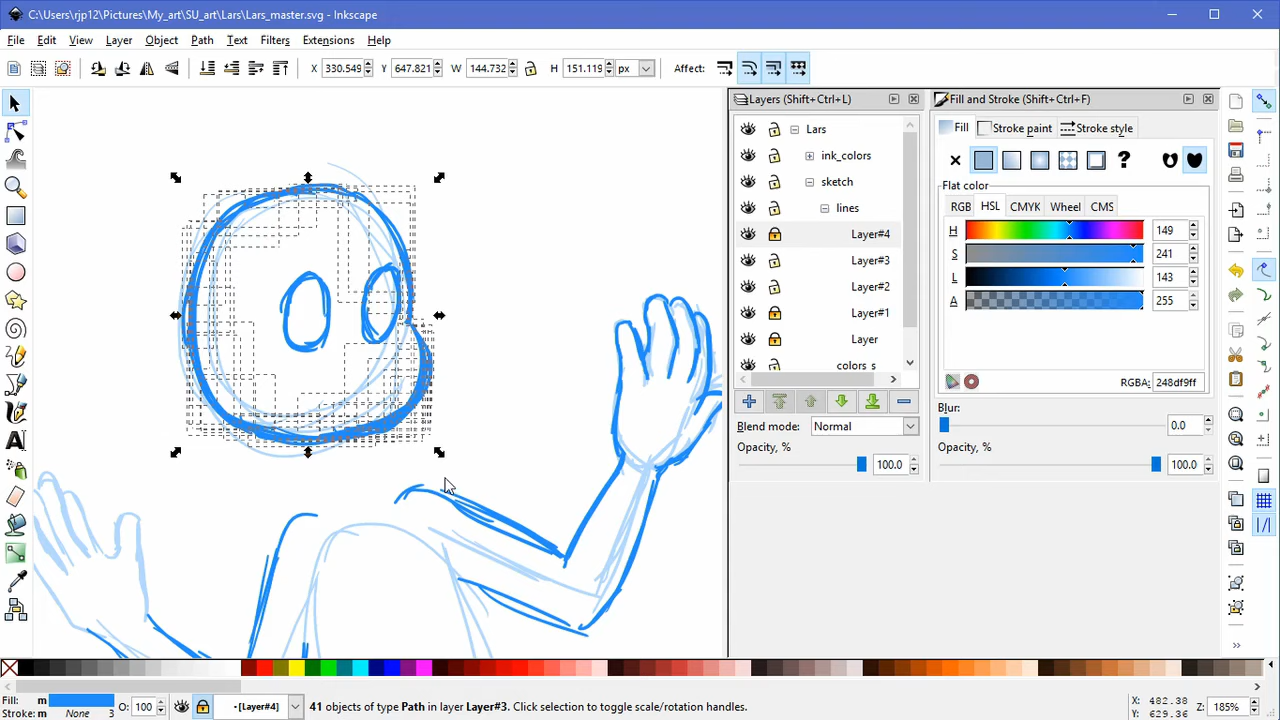 C:\Users\rjp12\Pictures\My_art\SU_art\Lars\Lars_master.svg - Inkscape
File Edit View Layer Object Path Text Filters Extensions Help
X 330.549 Y 647.821 W 144.732 H 151.119 px Affect:
Layers (Shift+Ctrl+L)
Lars
ink_colors
sketch
lines
Layer#4
Layer#3
Layer#2
Layer#1
Layer
colors_s
Blend mode: Normal
Opacity, %
100.0
Fill and Stroke (Shift+Ctrl+F)
Fill Stroke paint Stroke style
?
Flat color
RGB HSL CMYK Wheel CMS
H 149
S 241
L 143
A 255
RGBA: 248df9ff
Blur:
0.0
Opacity, %
100.0
Fill: m
Stroke: m None 3
O: 100
-[Layer#4]
41 objects of type Path in layer Layer#3. Click selection to toggle scale/rotation handles.
X: 482.38
Y: 629.36
Z: 185%